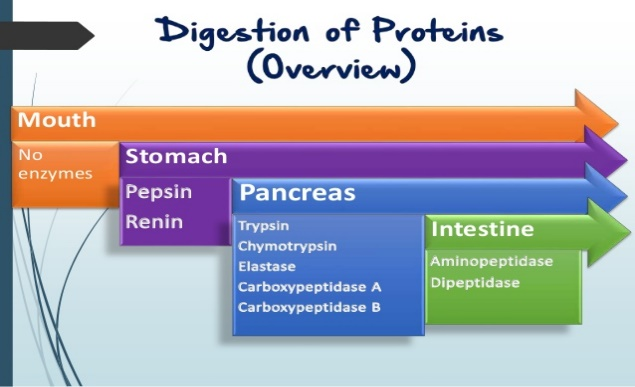 Digestion of Proteins
(Overview)
Mouth
No
enzymes
Stomach
Pepsin
Renin
Pancreas
Trypsin
Chymotrypsin
Elastase
Carboxypeptidase A
Carboxypeptidase B
Intestine
Aminopeptidase
Dipeptidase